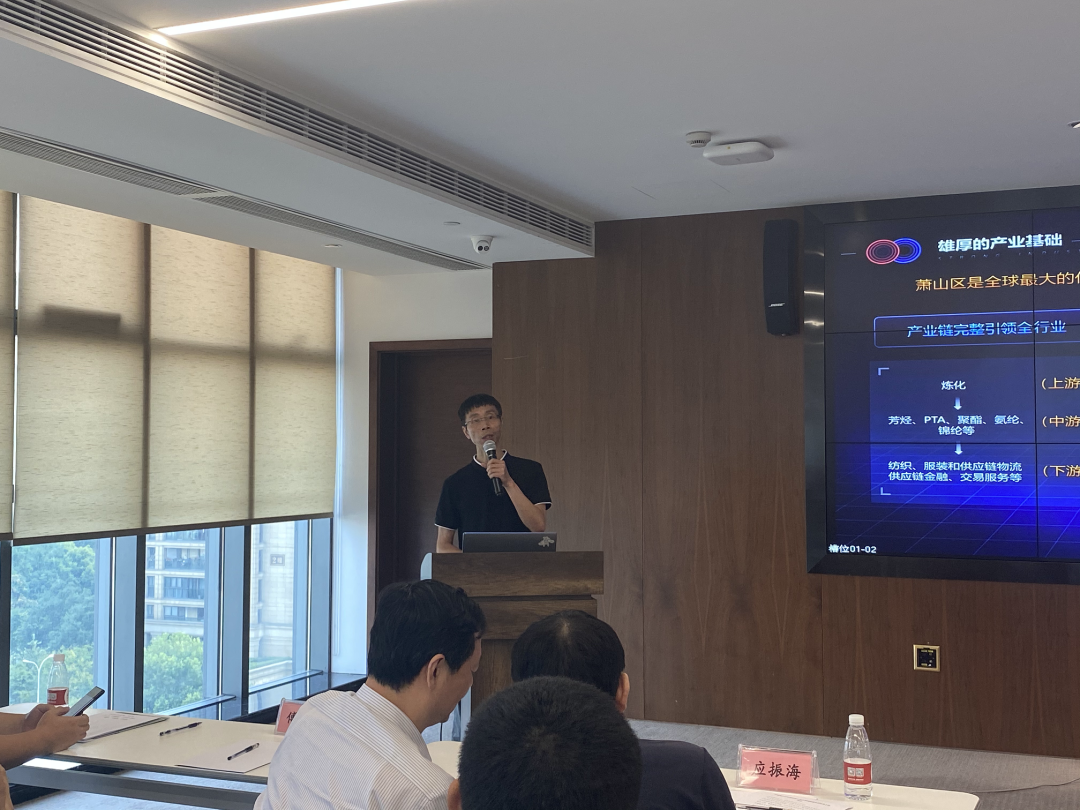 雄厚的产业基础
萧山区是全球最大的
产业链完整引领全行业
炼化
（上游
芳烃、PTA、聚酯、氨纶、
锦纶等
（中游
纺织、服装和供应链物流
供应链金融、交易服务等
（下游
槽位01-02
BOSE
应振海